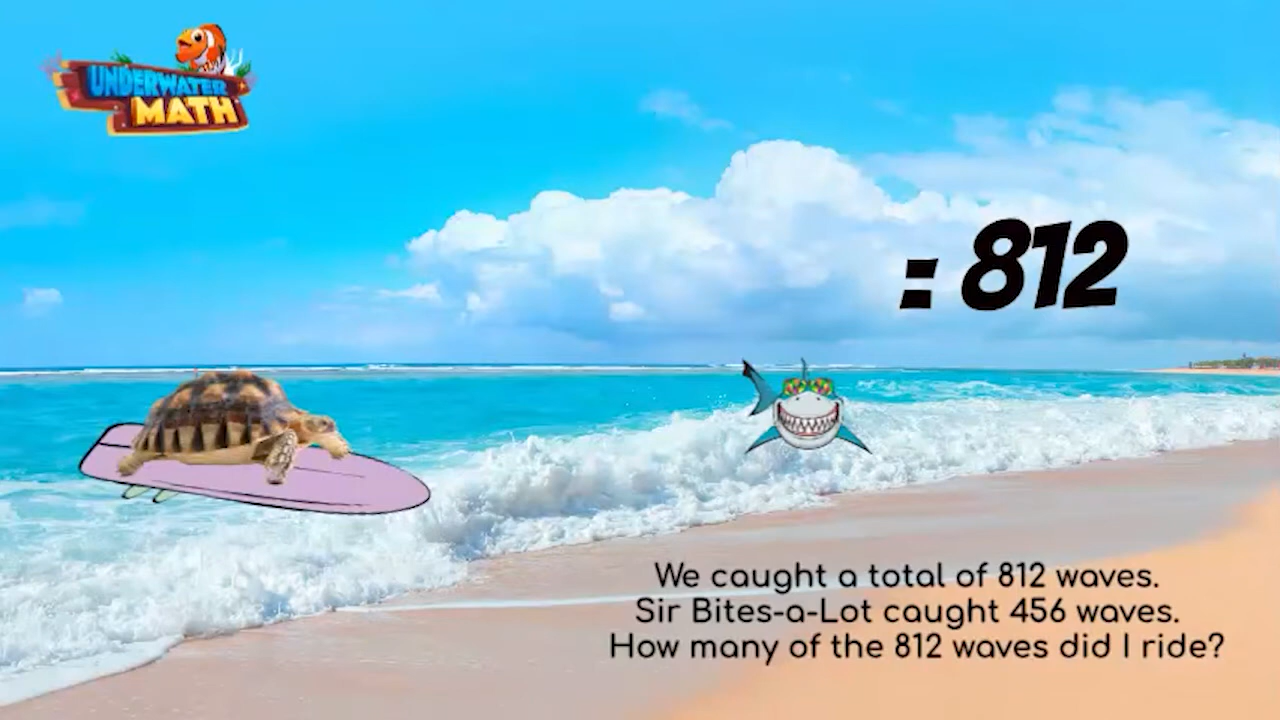 UNDERWATER
MATH
= 812
We caught a total of 812 waves.
Sir Bites-a-Lot caught 456 waves.
How many of the 812 waves did I ride?